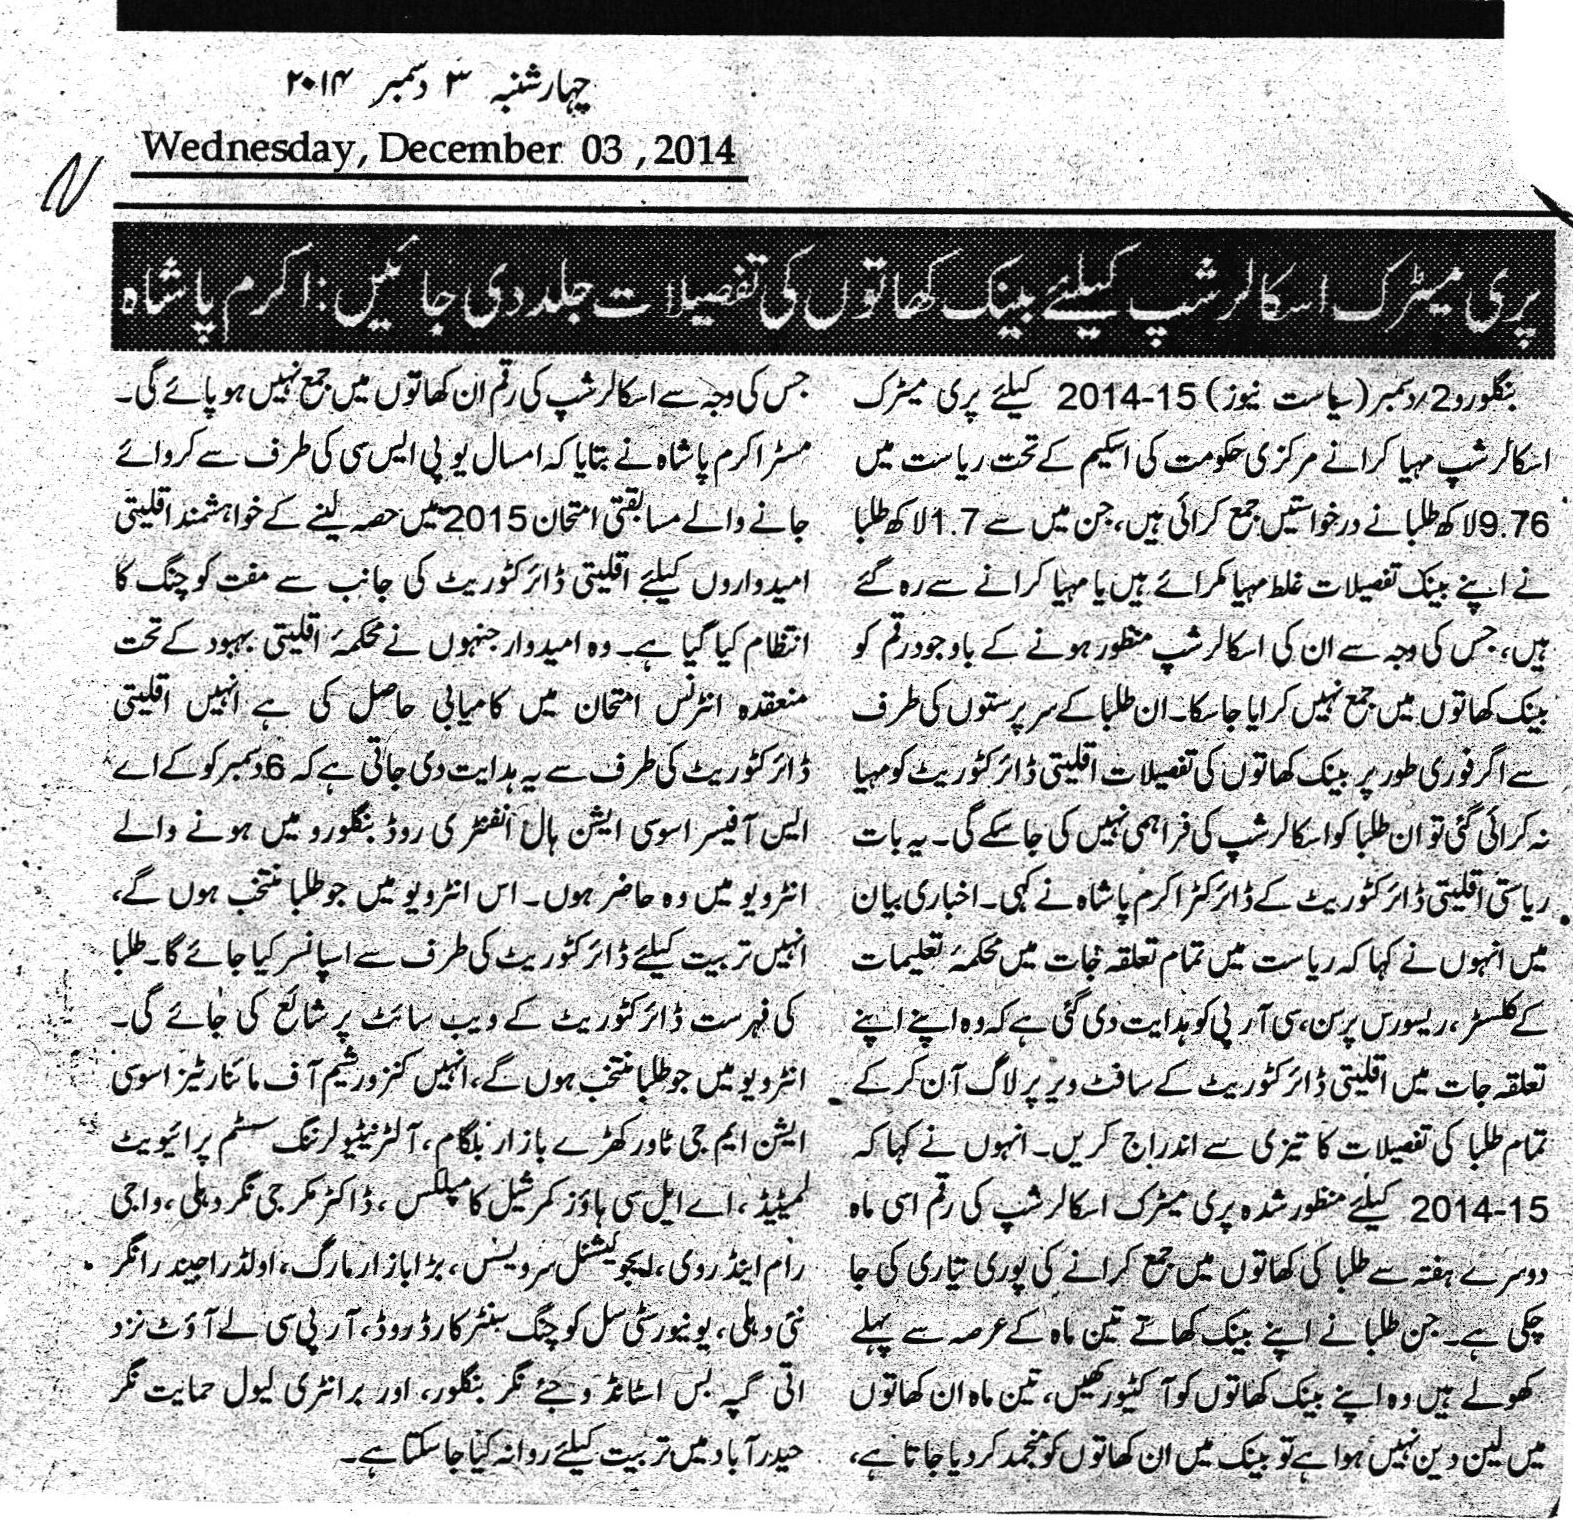 چہارشنبہ ۳ دسمبر ۲۰۱۴
Wednesday, December 03 , 2014
پری میٹرک اسکالرشپ کیلئے بینک کھاتوں کی تفصیلات جلد دی جائیں : اکرم پاشاہ
بنگلورو2؍دسمبر (سیاست نیوز) 2014-15 کیلئے پری میٹرک
اسکالرشپ مہیا کرانے مرکزی حکومت کی اسکیم کے تحت ریاست میں
9.76لاکھ طلبا نے درخواستیں جمع کرائی ہیں، جن میں سے 1.7لاکھ طلبا
نے اپنے بینک تفصیلات غلط مہیا کرائے ہیں یا مہیا کرانے سے رہ گئے
ہیں، جس کی وجہ سے ان کی اسکالرشپ منظور ہونے کے باوجود رقم کو
بینک کھاتوں میں جمع نہیں کرایا جاسکا۔ ان طلبا کے سرپرستوں کی طرف
سے اگر فوری طور پر بینک کھاتوں کی تفصیلات اقلیتی ڈائرکٹوریٹ کو مہیا
نہ کرائی گئی تو ان طلبا کو اسکالرشپ کی فراہمی نہیں کی جاسکے گی۔ یہ بات
ریاستی اقلیتی ڈائرکٹوریٹ کے ڈائرکٹر اکرم پاشاہ نے کہی۔ اخباری بیان
میں انہوں نے کہا کہ ریاست میں تمام تعلقہ جات میں محکمۂ تعلیمات
کے کلسٹر، ریسورس پرسن، سی آر پی کو ہدایت دی گئی ہے کہ وہ اپنے اپنے
تعلقہ جات میں اقلیتی ڈائرکٹوریٹ کے سافٹ ویر پر لاگ آن کر کے
تمام طلبا کی تفصیلات کا تیزی سے اندراج کریں۔ انہوں نے کہا کہ
2014-15 کیلئے منظور شدہ پری میٹرک اسکالرشپ کی رقم اسی ماہ
دوسرے ہفتہ سے طلبا کی کھاتوں میں جمع کرانے کی پوری تیاری کی جا
چکی ہے۔ جن طلبا نے اپنے بینک کھاتے تین ماہ کے عرصہ سے پہلے
کھولے ہیں وہ اپنے بینک کھاتوں کو آکٹیو رکھیں، تین ماہ ان کھاتوں
میں لین دین نہیں ہوا ہے تو بینک میں ان کھاتوں کو منجمد کردیا جاتا ہے،
جس کی وجہ سے اسکالرشپ کی رقم ان کھاتوں میں جمع نہیں ہو پائے گی۔
مسٹر اکرم پاشاہ نے بتایا کہ امسال یو پی ایس سی کی طرف سے کروائے
جانے والے مسابقتی امتحان 2015میں حصہ لینے کے خواہشمند اقلیتی
امیدواروں کیلئے اقلیتی ڈائرکٹوریٹ کی جانب سے مفت کوچنگ کا
انتظام کیا گیا ہے۔ وہ امیدوار جنہوں نے محکمۂ اقلیتی بہبود کے تحت
منعقدہ انٹرنس امتحان میں کامیابی حاصل کی ہے انہیں اقلیتی
ڈائرکٹوریٹ کی طرف سے یہ ہدایت دی جاتی ہے کہ 6دسمبر کو کے اے
ایس آفیسر اسوسی ایشن ہال انفنٹری روڈ بنگلورو میں ہونے والے
انٹرویو میں وہ حاضر ہوں۔ اس انٹرویو میں جو طلبا منتخب ہوں گے،
انہیں تربیت کیلئے ڈائرکٹوریٹ کی طرف سے اسپانسر کیا جائے گا۔ طلبا
کی فہرست ڈائرکٹوریٹ کے ویب سائٹ پر شائع کی جائے گی۔
انٹرویو میں جو طلبا منتخب ہوں گے، انہیں کنزورشیم آف مائنارٹیز اسوسی
ایشن ایم جی ٹاور کھڑے بازار بلگام، آلٹرنیٹیو لرننگ سسٹم پرائیویٹ
لمیٹیڈ، اے ایل سی ہاؤز کمرشیل کامپلکس، ڈاکٹر مکرجی نگر دہلی، واجی
رام اینڈ روی، ایجوکیشنل سرویسس، بڑا بازار مارگ، اولڈ راجیندرا نگر
نئی دہلی، یونیورسٹی سل کوچنگ سنٹر کارڈ روڈ، آر پی سی لے آؤٹ نزد
اتی گپہ بس اسٹانڈ وجئے نگر بنگلور، اور برانٹری لیول حمایت نگر
حیدرآباد میں تربیت کیلئے روانہ کیا جاسکتا ہے۔